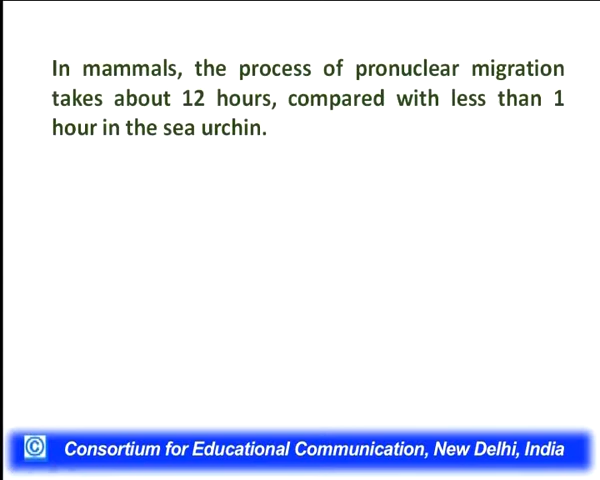 In mammals, the process of pronuclear migration
takes about 12 hours, compared with less than 1
hour in the sea urchin.
© Consortium for Educational Communication, New Delhi, India